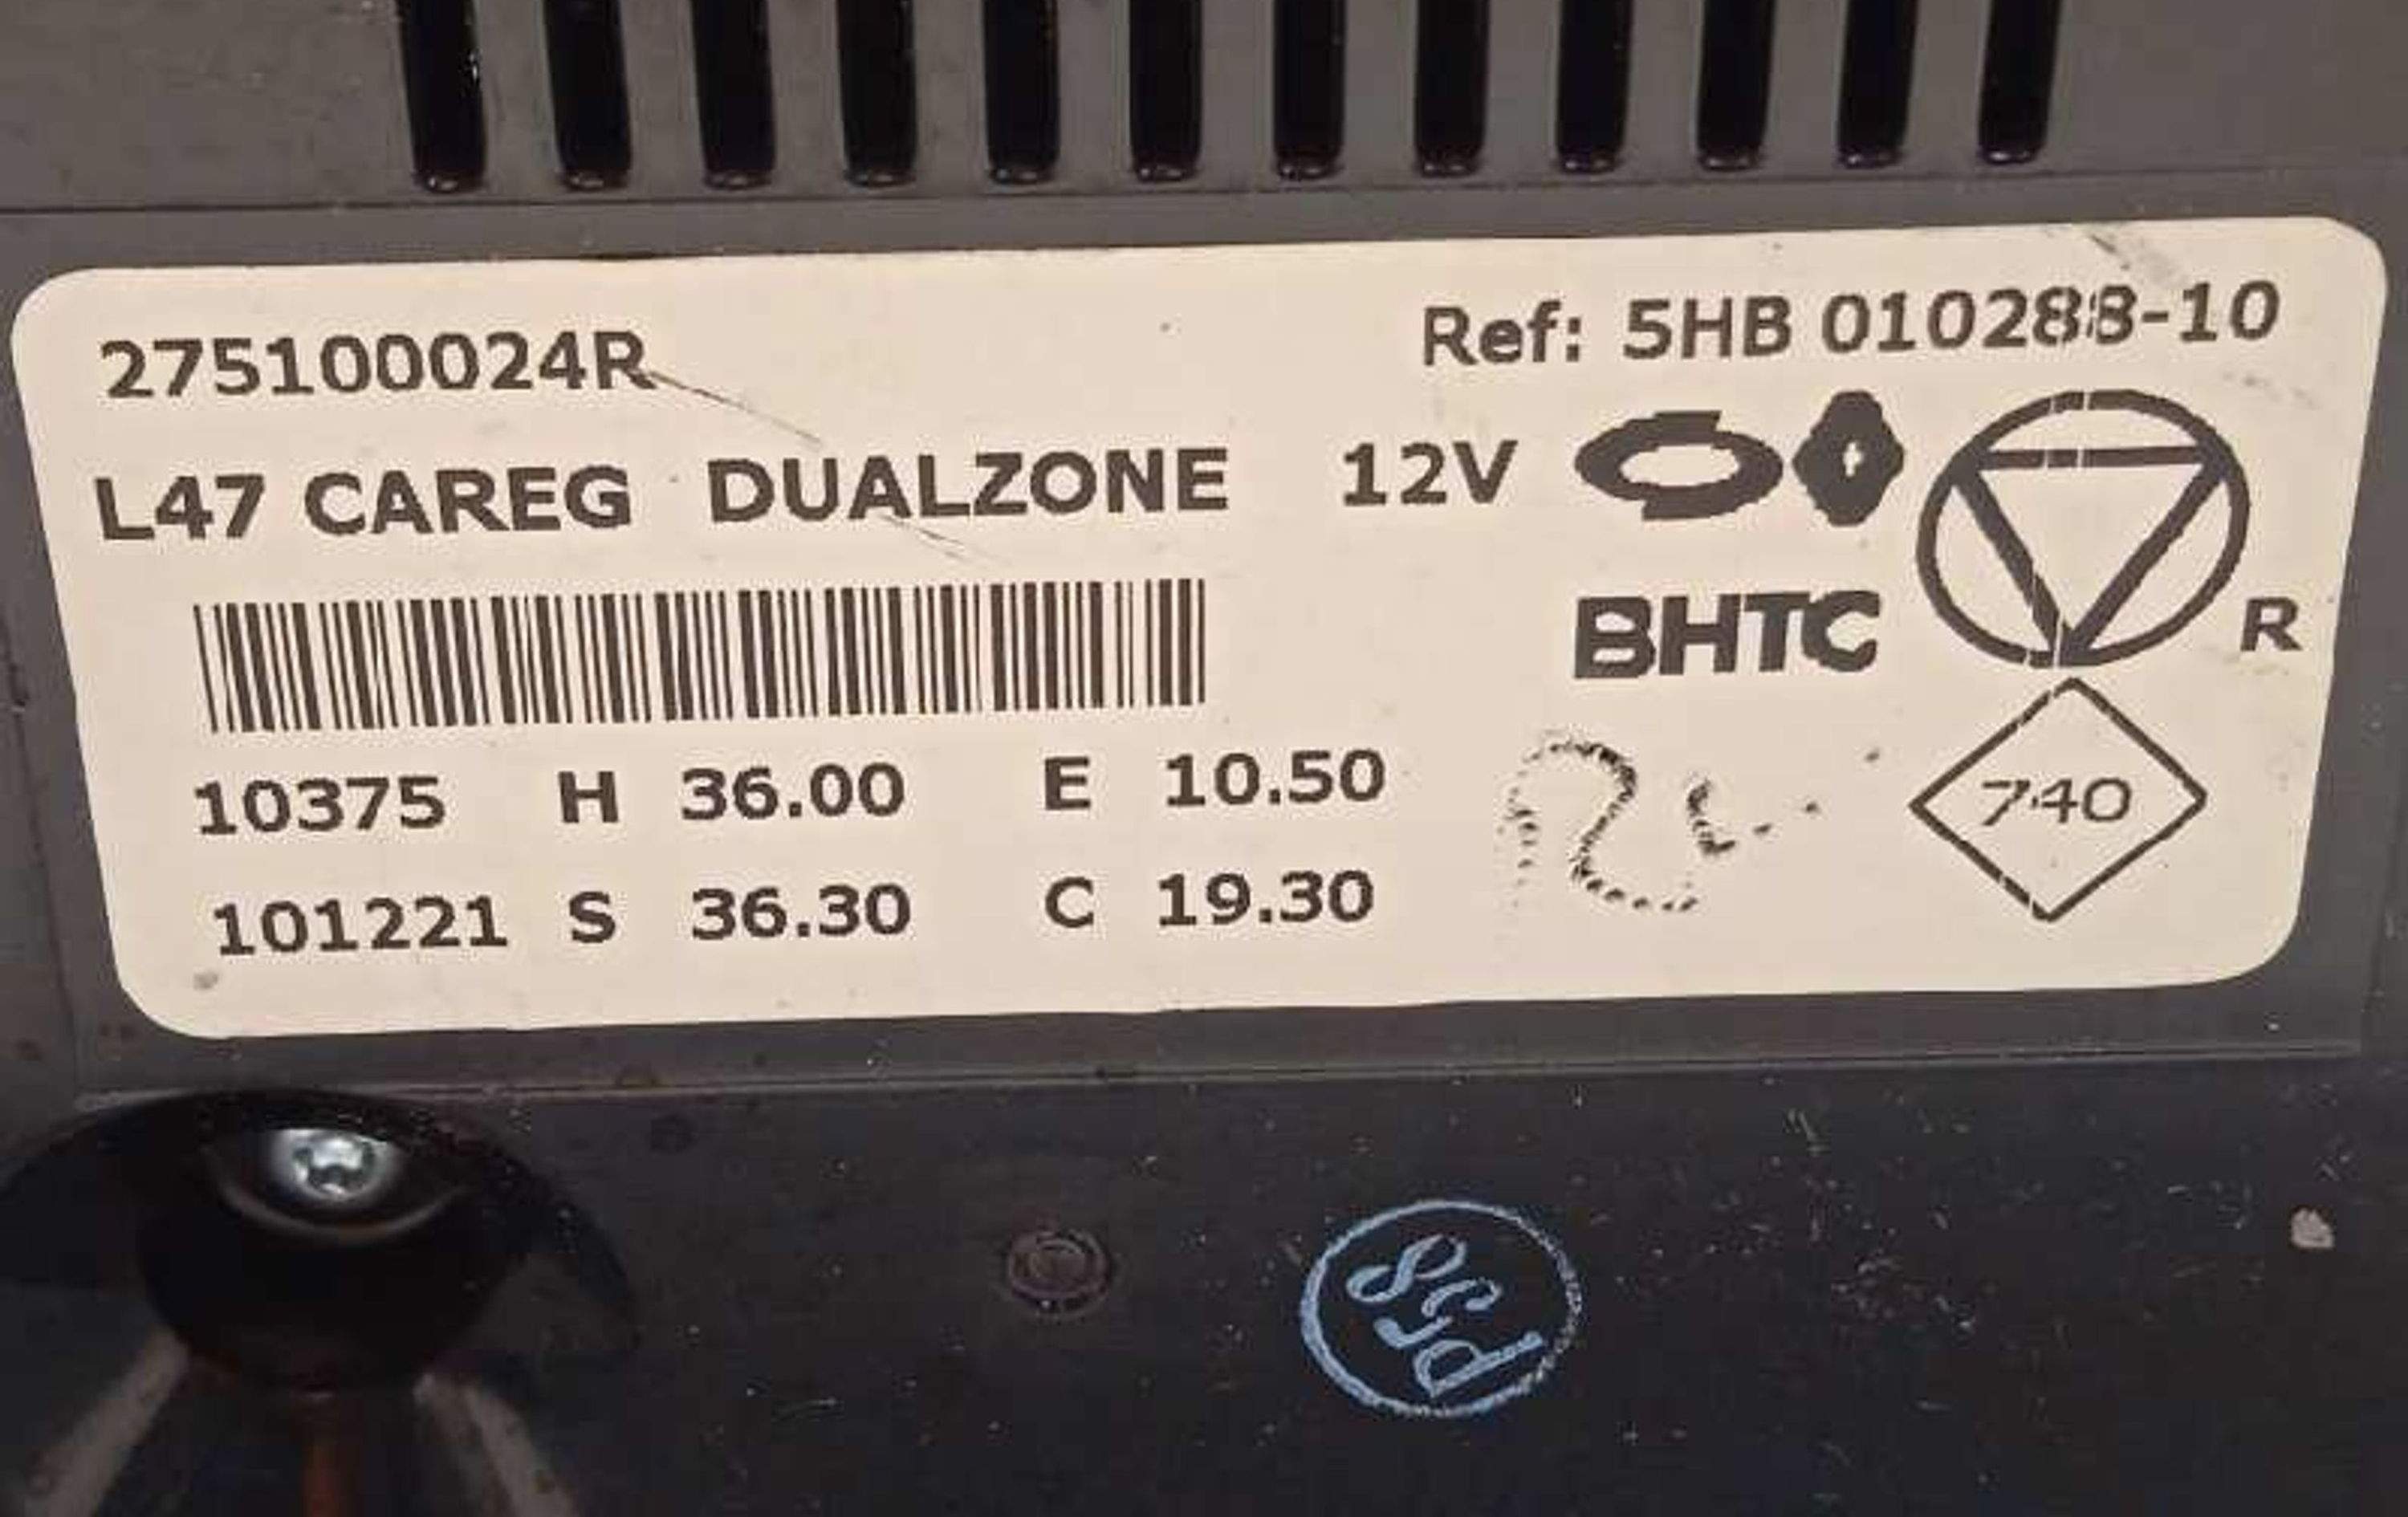 275100024R
Ref: 5HB 010288-10
L47 CAREG DUALZONE 12V
BHTC
R
10375 H 36.00 E 10.50
740
101221 S 36.30 C 19.30